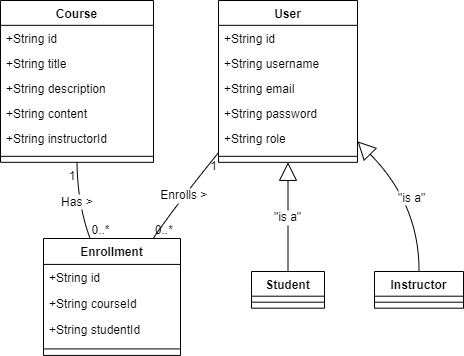 Course
+String id
+String title
+String description
+String content
+String instructorId
User
+String id
+String username
+String email
+String password
+String role
1
Has >
0..*
1
Enrolls >
0..*
"is a"
"is a"
Enrollment
+String id
+String courseId
+String studentId
Student
Instructor